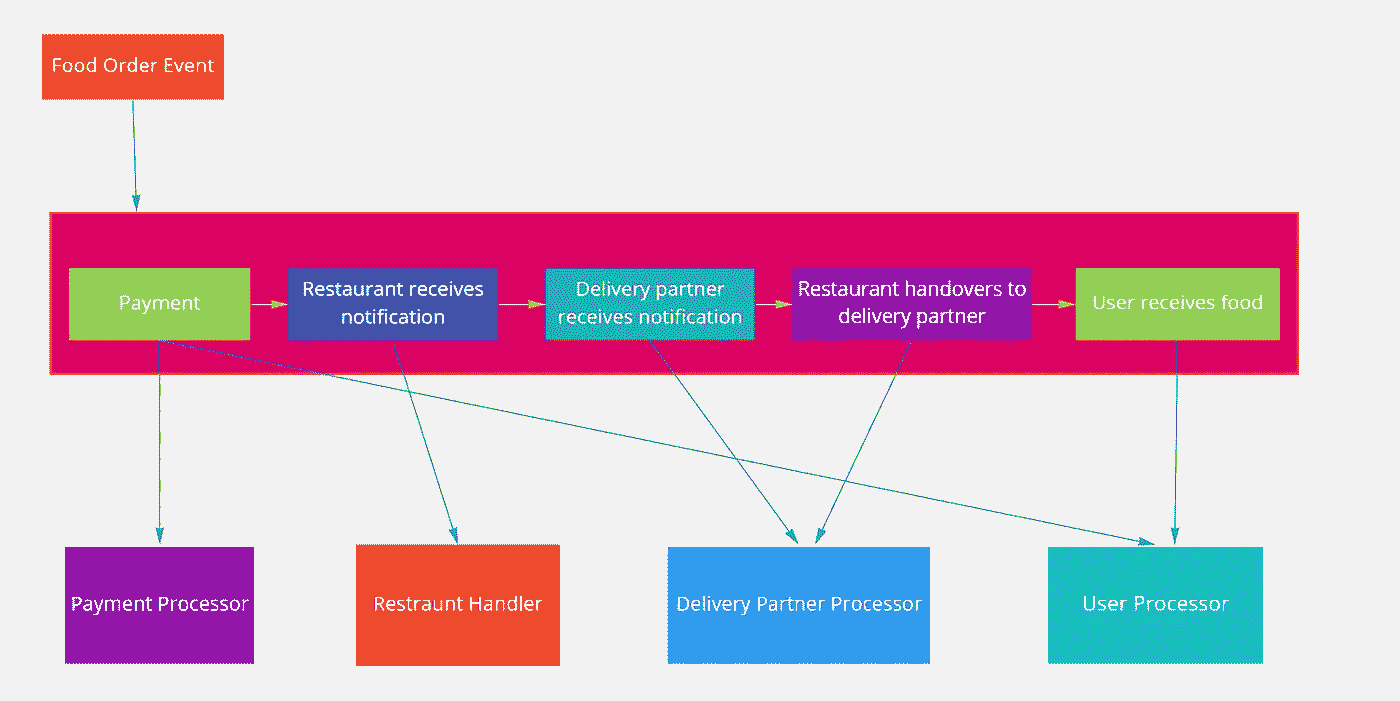 Food Order Event
Payment
Restaurant receives
notification
Delivery partner
receives notification
Restaurant handovers to
delivery partner
User receives food
Payment Processor
Restraunt Handler
Delivery Partner Processor
User Processor